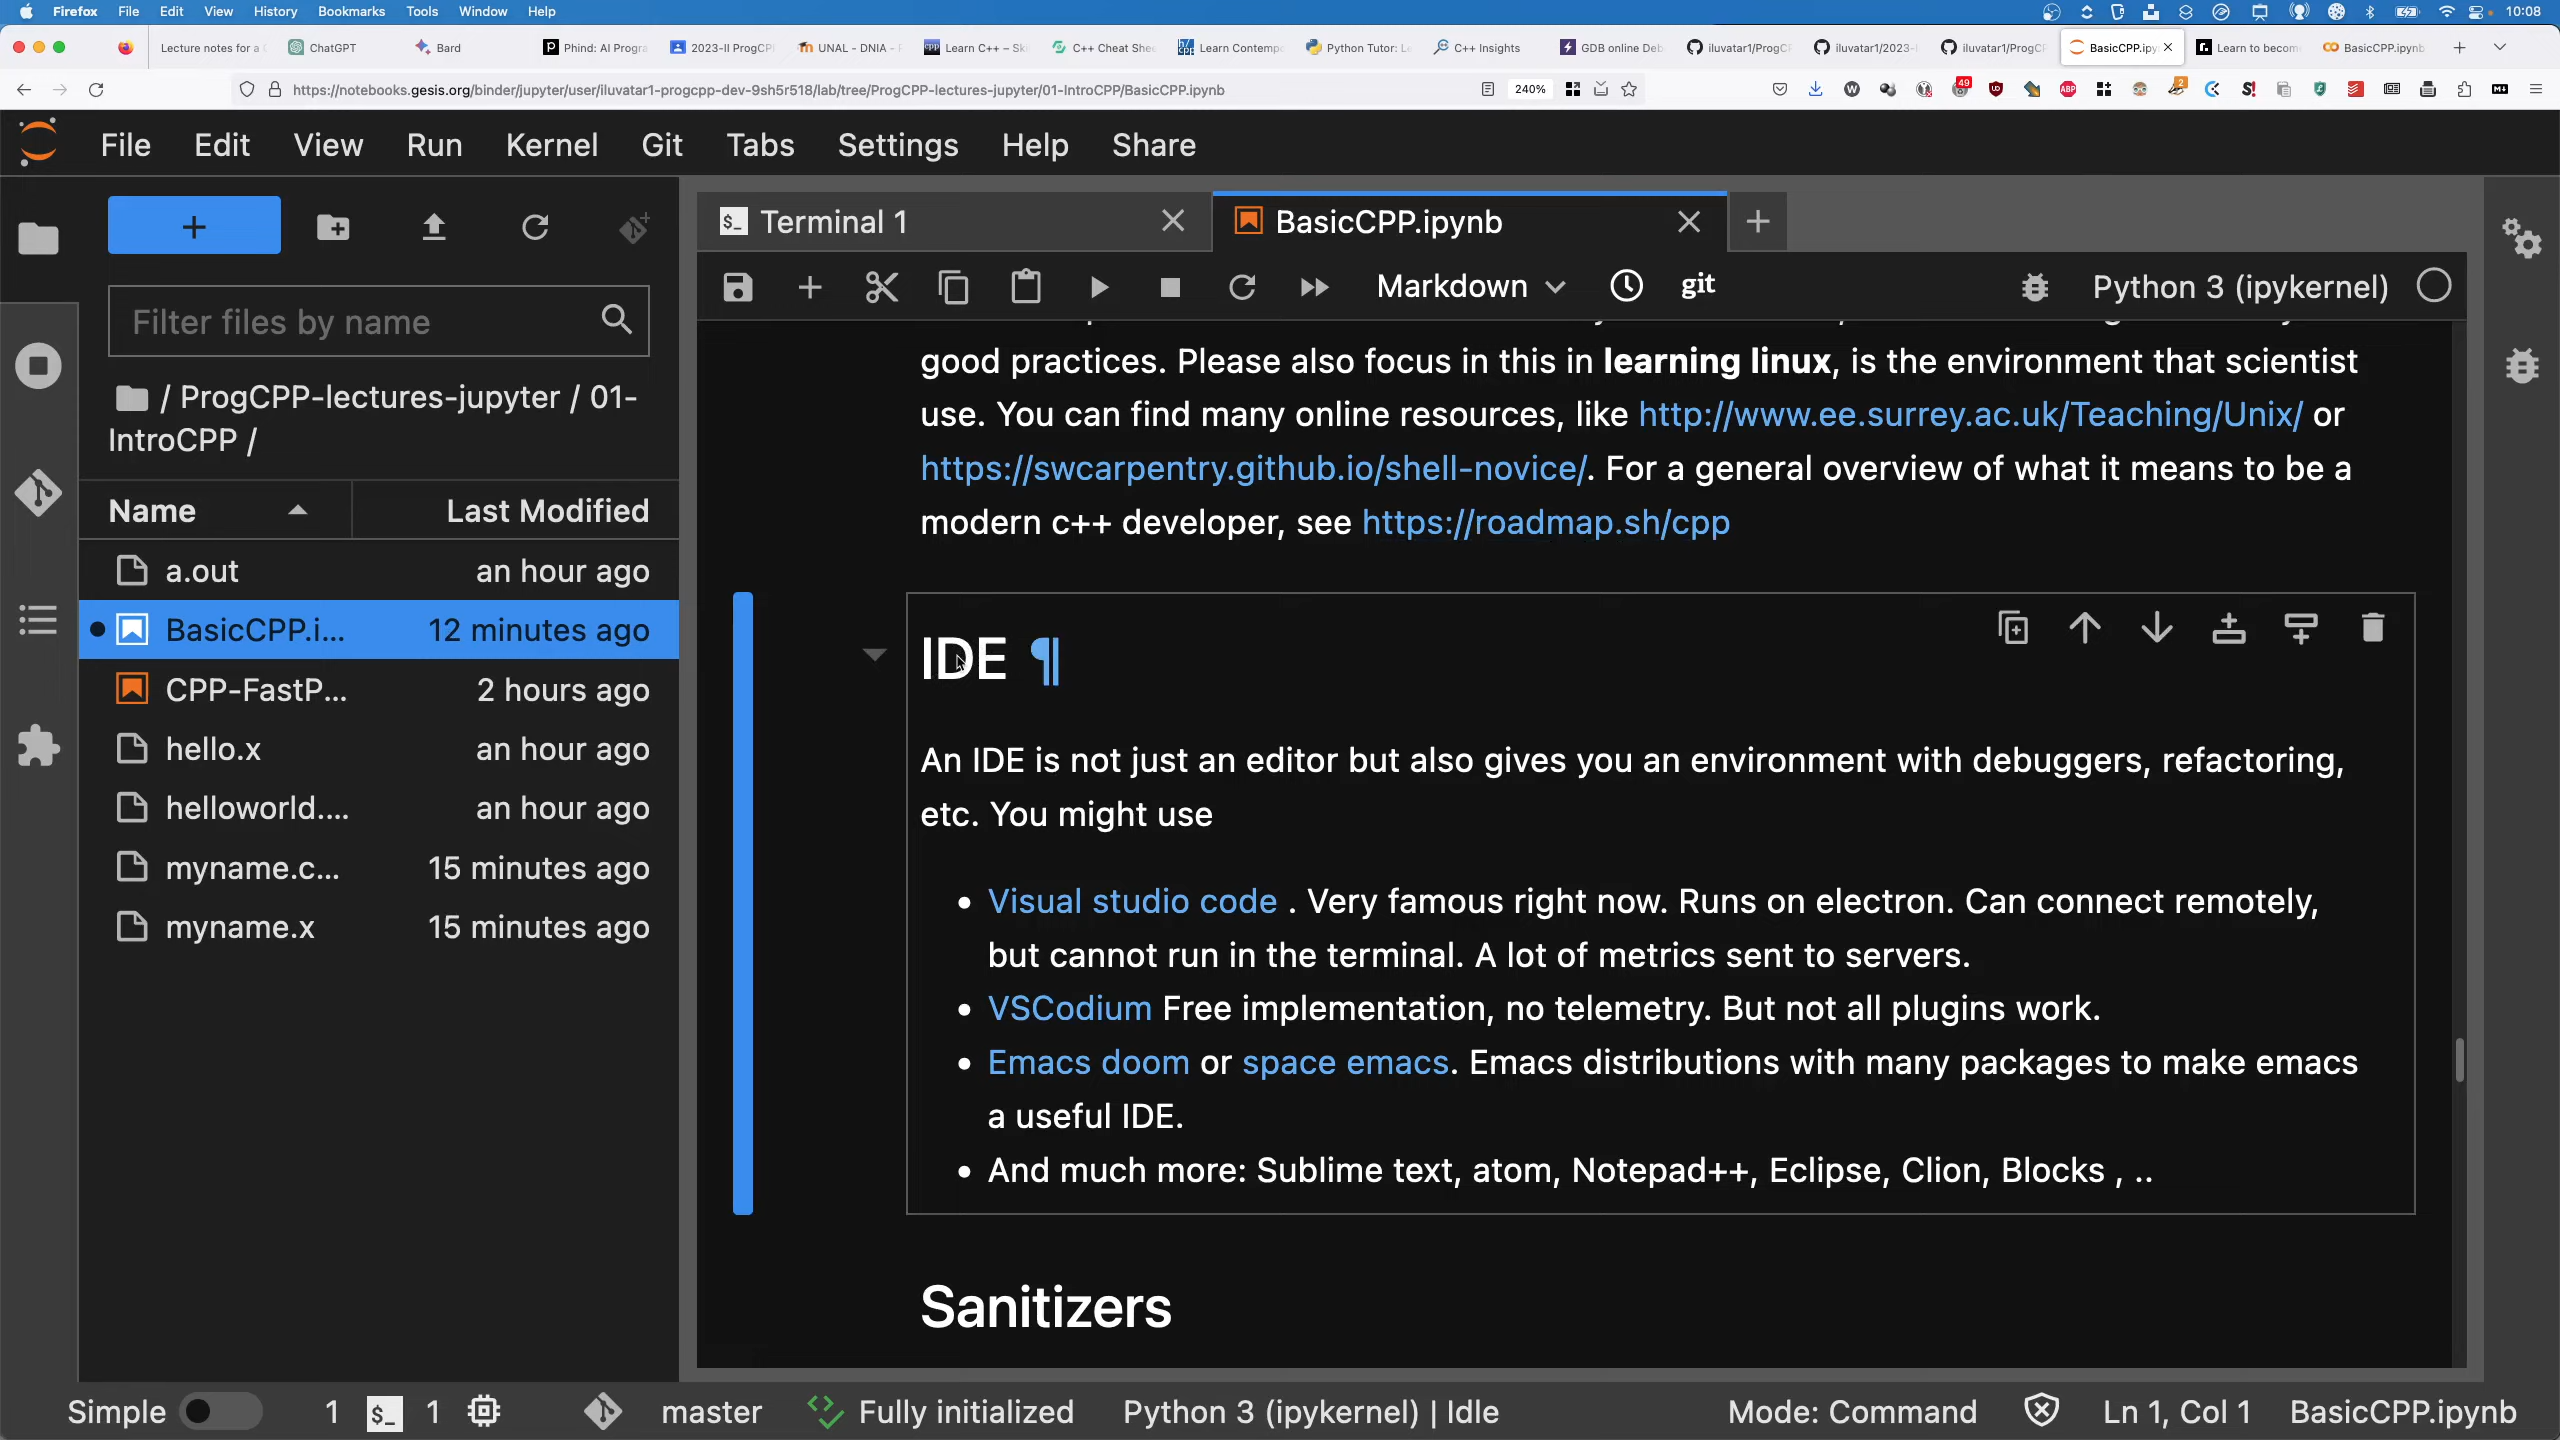 Firefox File Edit View History Bookmarks Tools Window Help 10:08
Lecture notes for a ChatGPT Bard Phind: AI Progra 2023-II ProgCP UNAL - DNIA - Learn C++ – Sk C++ Cheat She Learn Contemp Python Tutor: Le C++ Insights GDB online Deb iluvatar1/ProgC iluvatar1/2023- iluvatar1/ProgC BasicCPP.ipy Learn to becom BasicCPP.ipynb
https://notebooks.gesis.org/binder/jupyter/user/iluvatar1-progcpp-dev-9sh5r518/lab/tree/ProgCPP-lectures-jupyter/01-IntroCPP/BasicCPP.ipynb 240%
File Edit View Run Kernel Git Tabs Settings Help Share
Filter files by name
/ ProgCPP-lectures-jupyter / 01-
IntroCPP /
Name Last Modified
a.out an hour ago
BasicCPP.i... 12 minutes ago
CPP-FastP... 2 hours ago
hello.x an hour ago
helloworld.... an hour ago
myname.c... 15 minutes ago
myname.x 15 minutes ago
Terminal 1 BasicCPP.ipynb
Markdown git Python 3 (ipykernel)
good practices. Please also focus in this in learning linux, is the environment that scientist
use. You can find many online resources, like http://www.ee.surrey.ac.uk/Teaching/Unix/ or
https://swcarpentry.github.io/shell-novice/. For a general overview of what it means to be a
modern c++ developer, see https://roadmap.sh/cpp
IDE ¶
An IDE is not just an editor but also gives you an environment with debuggers, refactoring,
etc. You might use
• Visual studio code . Very famous right now. Runs on electron. Can connect remotely,
but cannot run in the terminal. A lot of metrics sent to servers.
• VSCodium Free implementation, no telemetry. But not all plugins work.
• Emacs doom or space emacs. Emacs distributions with many packages to make emacs
a useful IDE.
• And much more: Sublime text, atom, Notepad++, Eclipse, Clion, Blocks , ..
Sanitizers
Simple 1 $_ 1 master Fully initialized Python 3 (ipykernel) | Idle Mode: Command Ln 1, Col 1 BasicCPP.ipynb